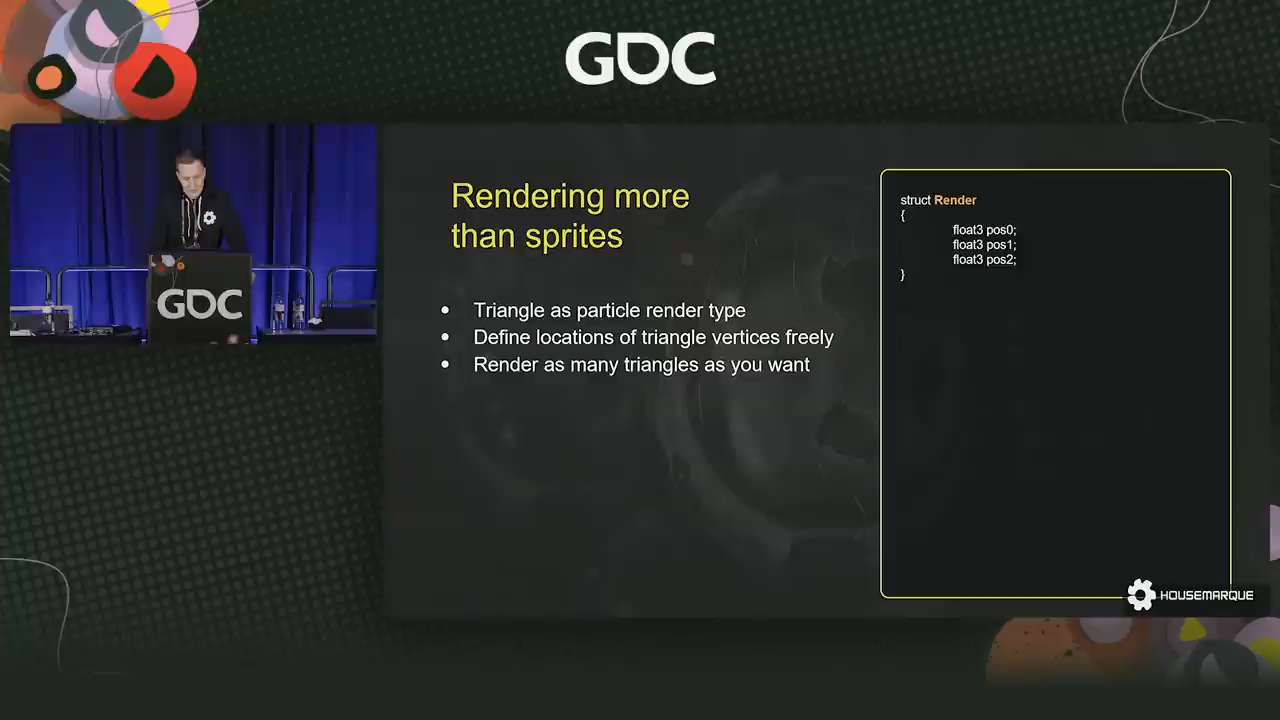 GDC
GDC
Rendering more
than sprites
Triangle as particle render type
Define locations of triangle vertices freely
Render as many triangles as you want
struct Render
{
float3 pos0;
float3 pos1;
float3 pos2;
}
HOUSEMARQUE